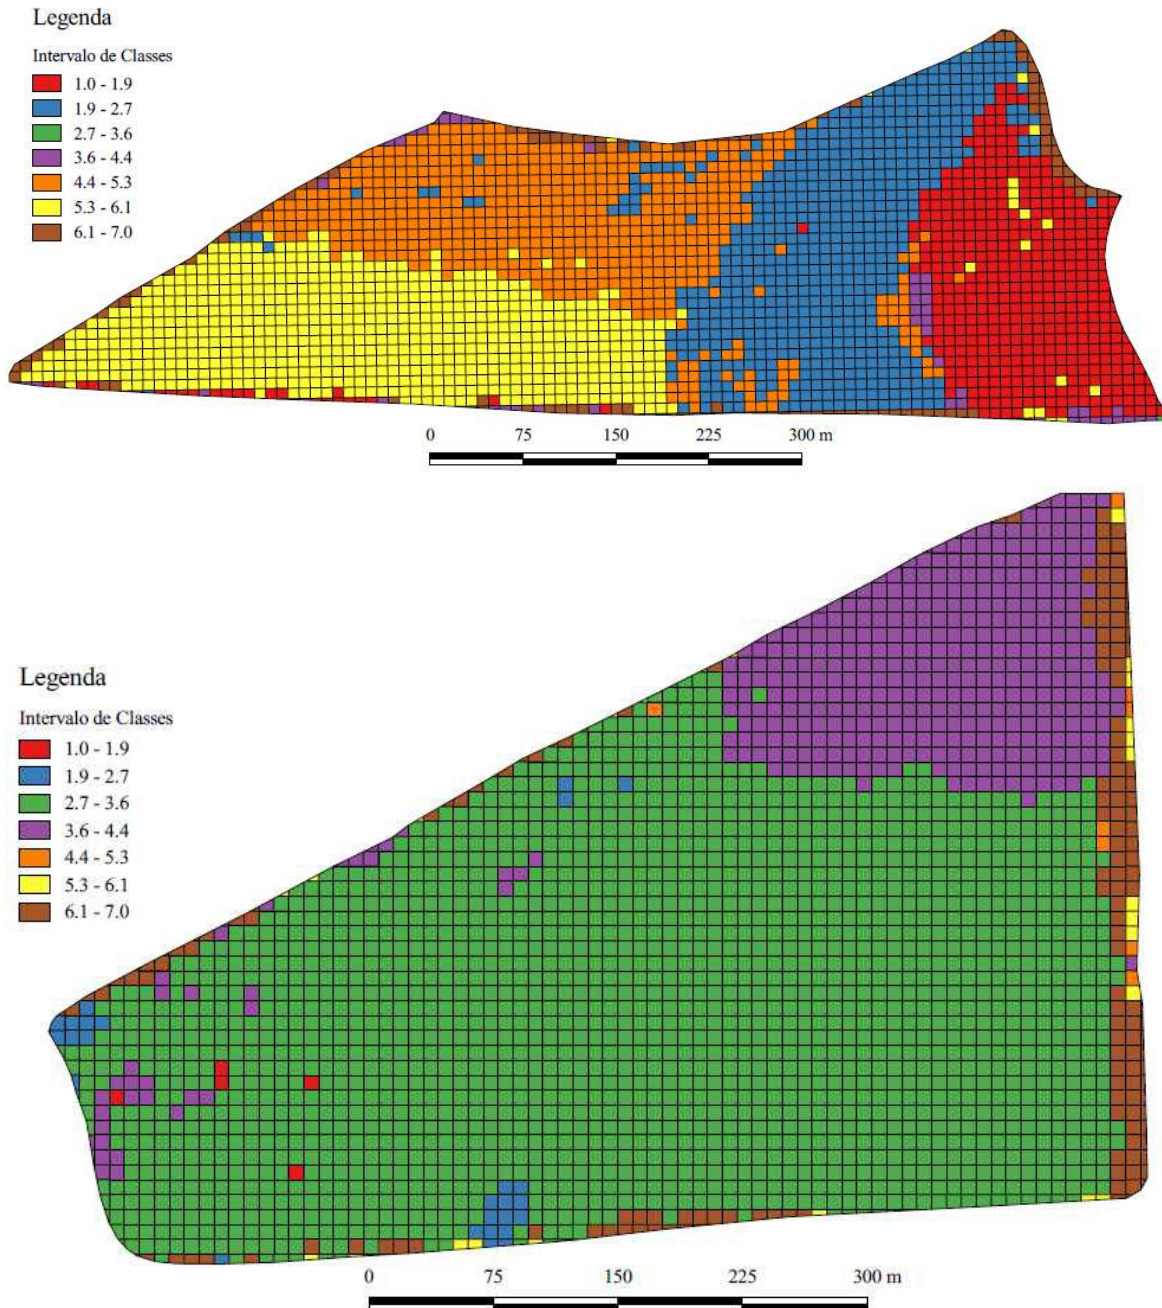 Legenda
Intervalo de Classes
1.0 - 1.9
1.9 - 2.7
2.7 - 3.6
3.6 - 4.4
4.4 - 5.3
5.3 - 6.1
6.1 - 7.0
0 75 150 225 300 m
Legenda
Intervalo de Classes
1.0 - 1.9
1.9 - 2.7
2.7 - 3.6
3.6 - 4.4
4.4 - 5.3
5.3 - 6.1
6.1 - 7.0
0 75 150 225 300 m